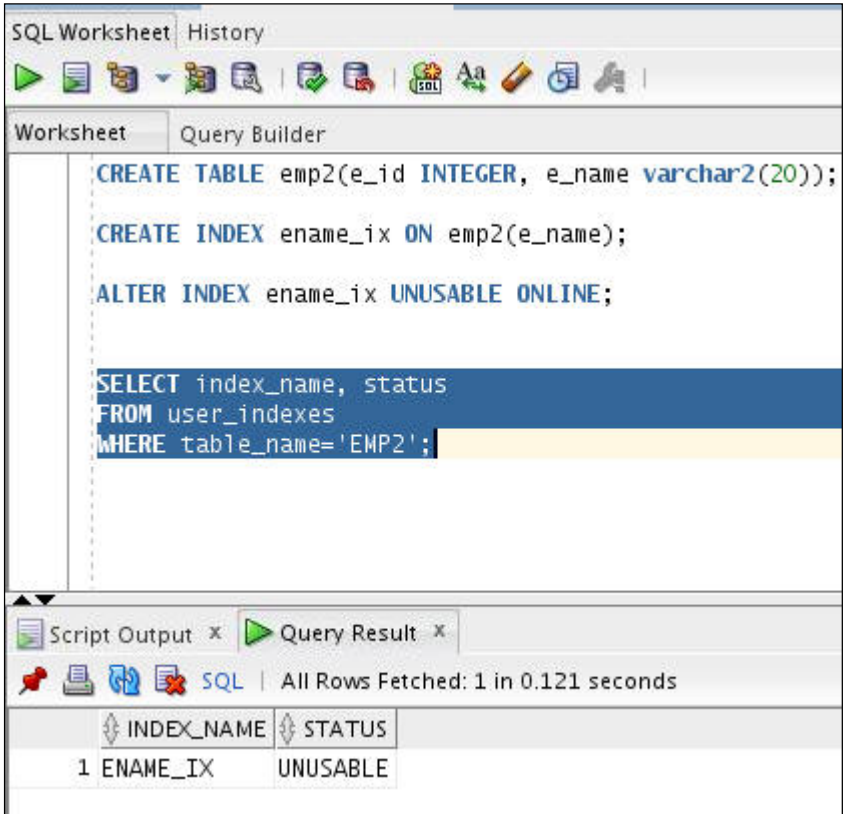 SQL Worksheet History
SQL Aa
Worksheet Query Builder
CREATE TABLE emp2(e_id INTEGER, e_name varchar2(20));
CREATE INDEX ename_ix ON emp2(e_name);
ALTER INDEX ename_ix UNUSABLE ONLINE;
SELECT index_name, status
FROM user_indexes
WHERE table_name='EMP2';
Script Output x Query Result x
SQL | All Rows Fetched: 1 in 0.121 seconds
INDEX_NAME STATUS
1 ENAME_IX UNUSABLE